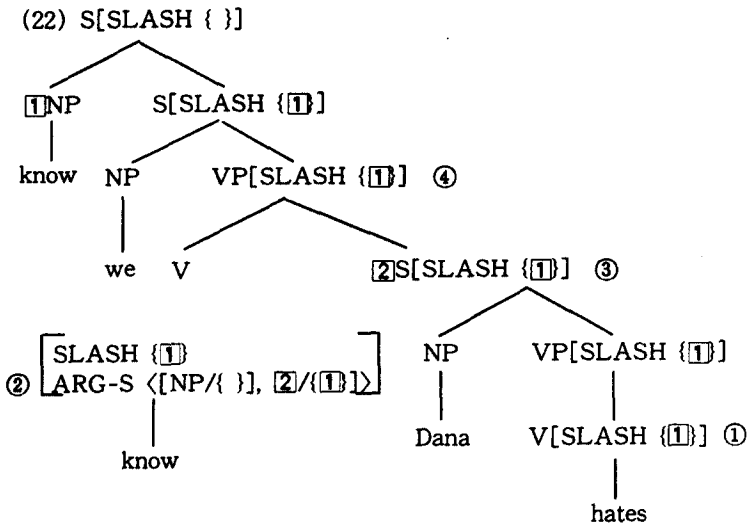 (22) S[SLASH { }]
1NP S[SLASH {1}]
know NP VP[SLASH {1}] ④
we V 2S[SLASH {1}] ③
SLASH {1} NP VP[SLASH {1}]
② ARG-S ⟨[NP/{ }], 2/{1}]⟩
Dana V[SLASH {1}] ①
know
hates